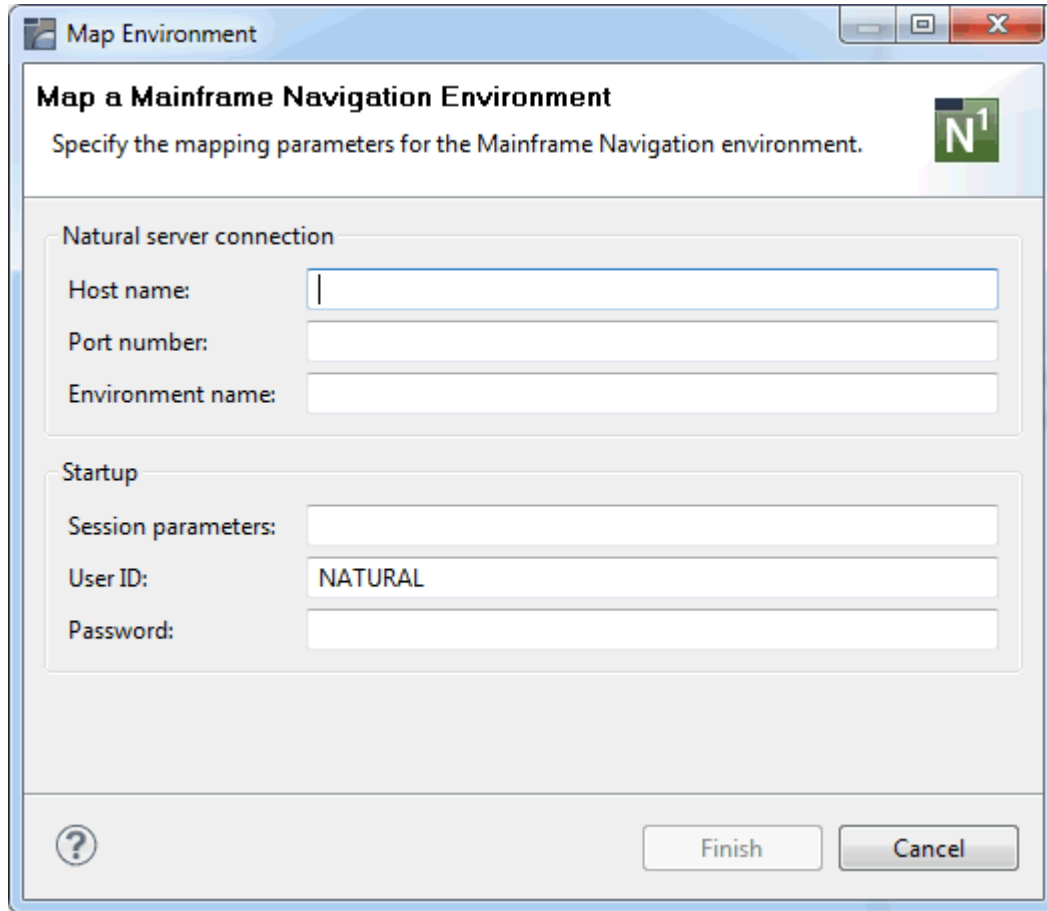 Map Environment
Map a Mainframe Navigation Environment
Specify the mapping parameters for the Mainframe Navigation environment.
N1
Natural server connection
Host name:
Port number:
Environment name:
Startup
Session parameters:
User ID: NATURAL
Password:
?
Finish Cancel